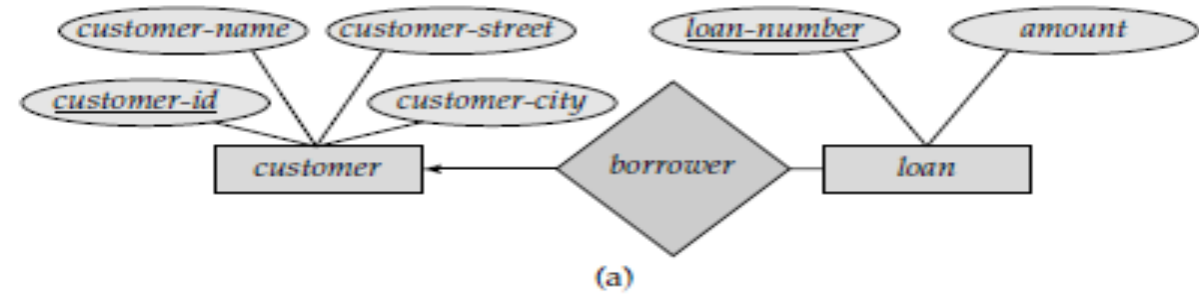 customer-name customer-street loan-number amount
customer-id customer-city
customer borrower loan
(a)